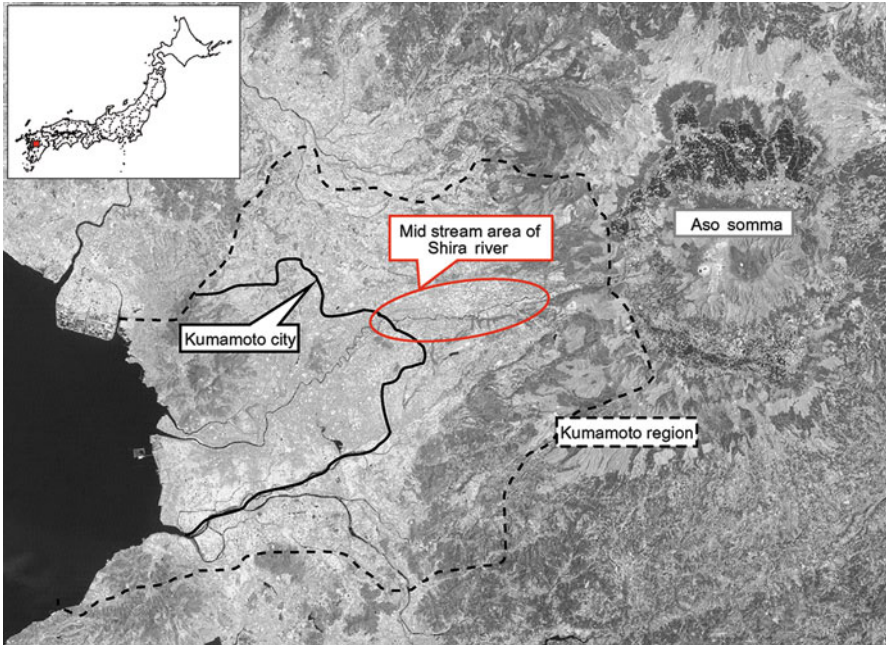 Mid stream area of
Shira river
Aso somma
Kumamoto city
Kumamoto region